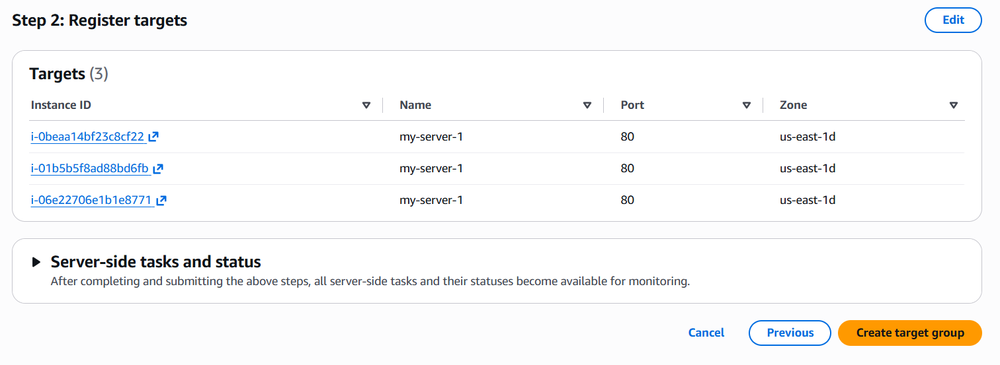 Step 2: Register targets Edit
Targets (3)
Instance ID Name Port Zone
i-0beaa14bf23c8cf22 my-server-1 80 us-east-1d
i-01b5b5f8ad88bd6fb my-server-1 80 us-east-1d
i-06e22706e1b1e8771 my-server-1 80 us-east-1d
Server-side tasks and status
After completing and submitting the above steps, all server-side tasks and their statuses become available for monitoring.
Cancel Previous Create target group